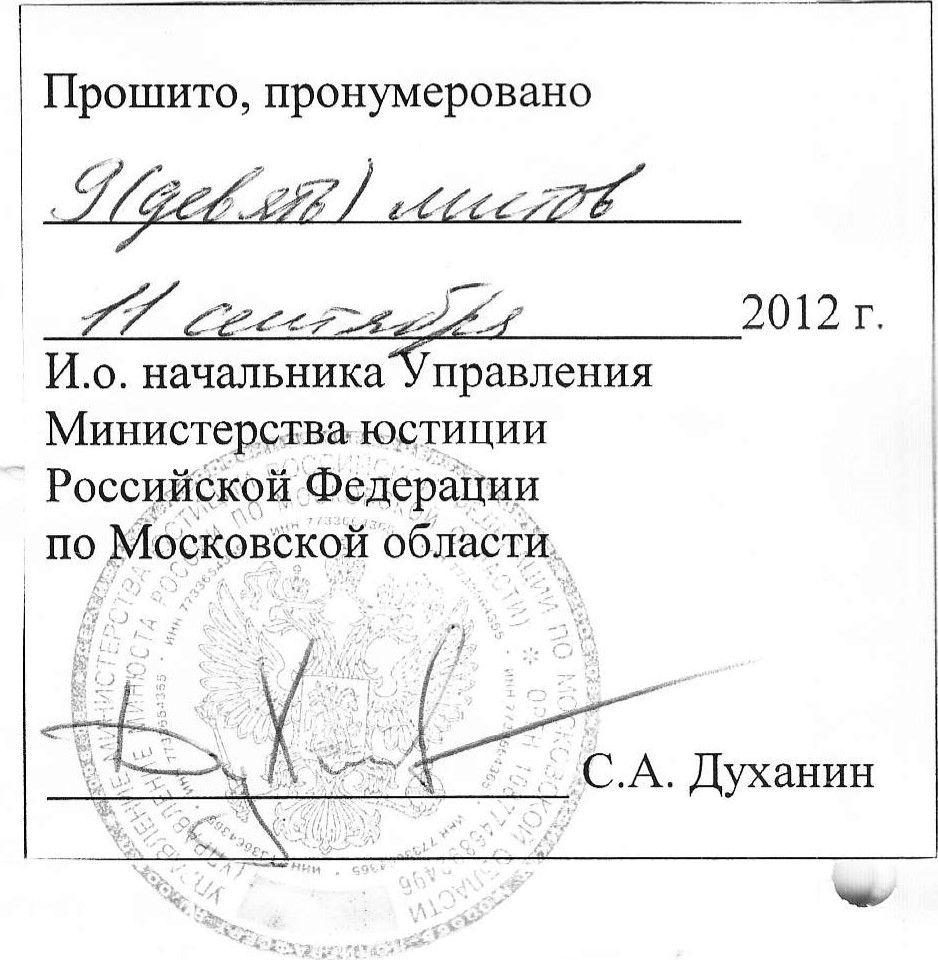 Прошито, пронумеровано
9 (девять) листов
11 сентября 2012 г.
И.о. начальника Управления
Министерства юстиции
Российской Федерации
по Московской области
С.А. Духанин